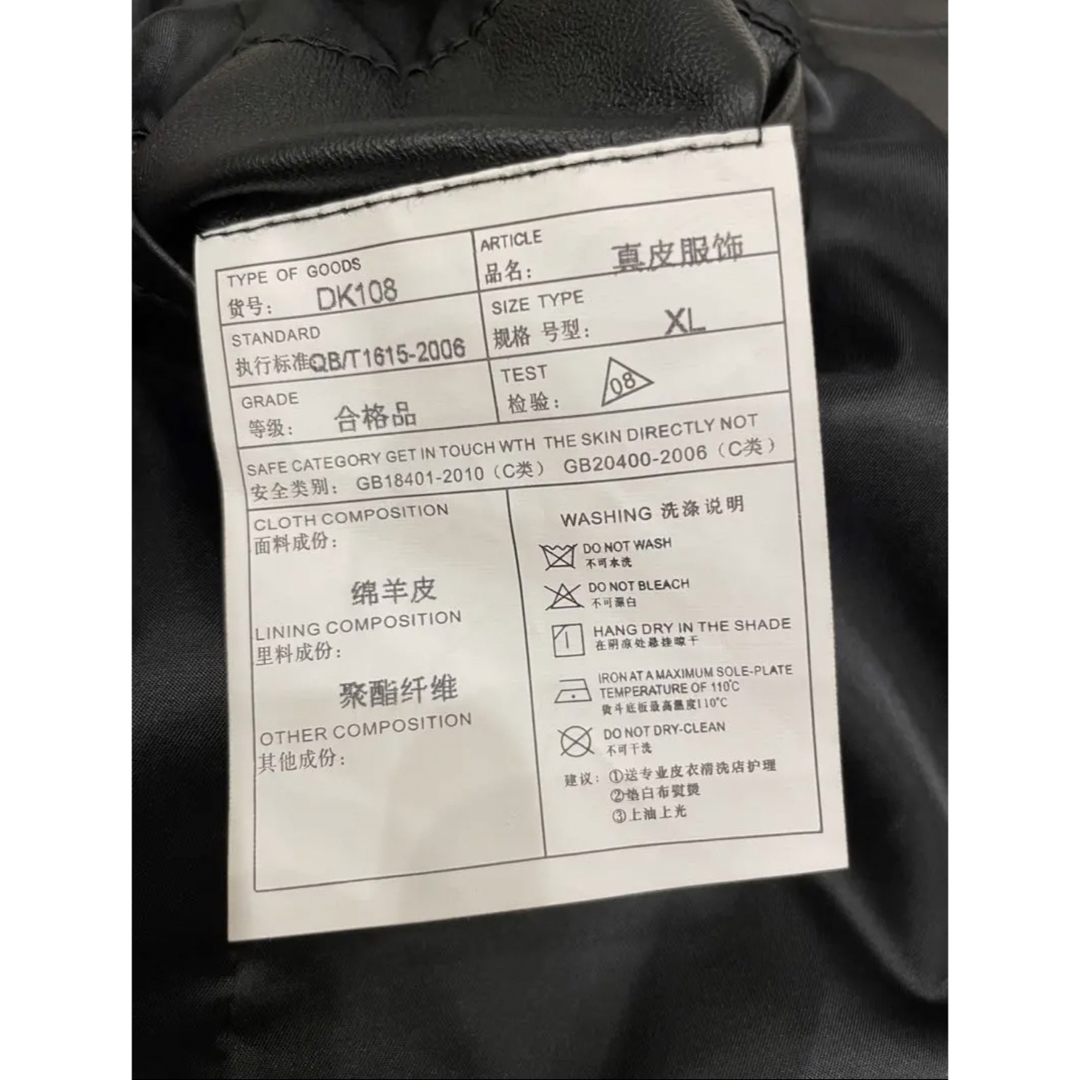 TYPE OF GOODS
货号： DK108
ARTICLE
品名： 真皮服饰
STANDARD
执行标准QB/T1615-2006
SIZE TYPE
规格 号型： XL
GRADE
等级： 合格品
TEST
检验： 08
SAFE CATEGORY GET IN TOUCH WTH THE SKIN DIRECTLY NOT
安全类别： GB18401-2010（C类） GB20400-2006（C类）
CLOTH COMPOSITION
面料成份：
绵羊皮
LINING COMPOSITION
里料成份：
聚酯纤维
OTHER COMPOSITION
其他成份：
WASHING 洗涤说明
DO NOT WASH
不可水洗
DO NOT BLEACH
不可漂白
HANG DRY IN THE SHADE
在阴凉处悬挂晾干
IRON AT A MAXIMUM SOLE-PLATE
TEMPERATURE OF 110℃
熨斗底板最高温度110℃
DO NOT DRY-CLEAN
不可干洗
建议：①送专业皮衣清洗店护理
②垫白布熨烫
③上油上光